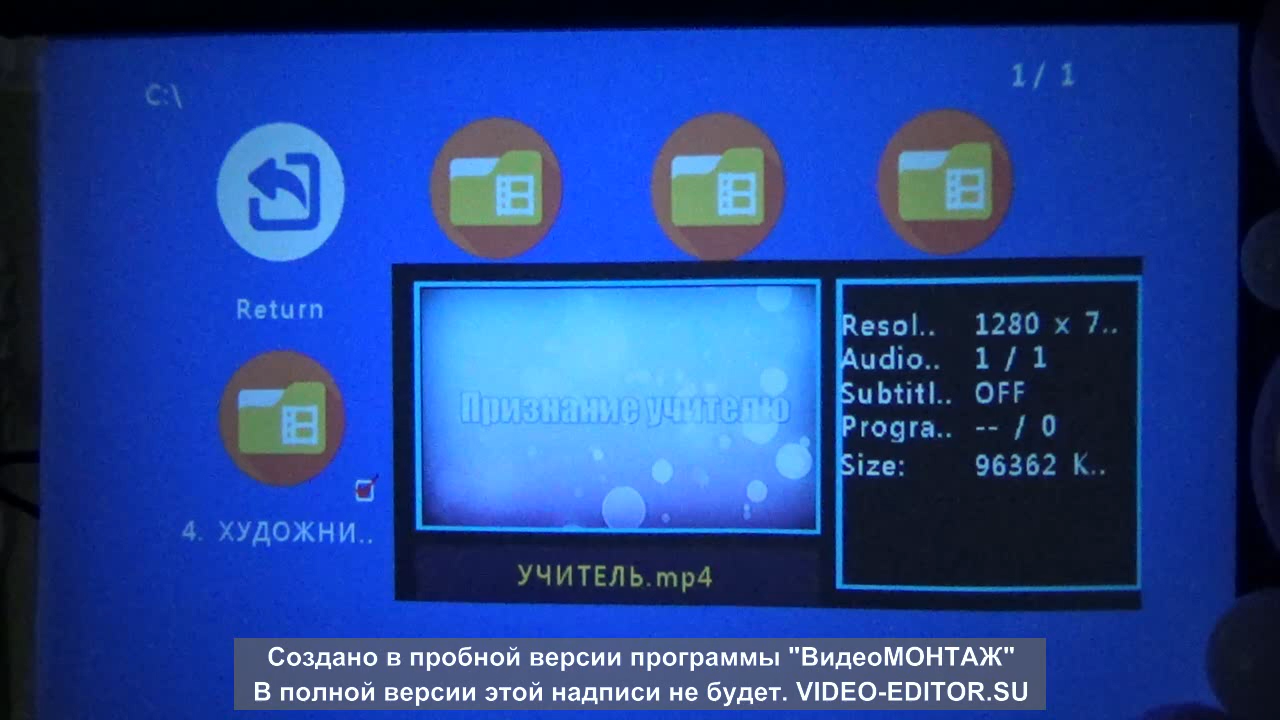 C:\
1 / 1
Return
4. ХУДОЖНИ..
Признание учителю
УЧИТЕЛЬ.mp4
Resol.. 1280 x 7..
Audio.. 1 / 1
Subtitl.. OFF
Progra.. -- / 0
Size: 96362 K..
Создано в пробной версии программы "ВидеоМОНТАЖ"
В полной версии этой надписи не будет. VIDEO-EDITOR.SU